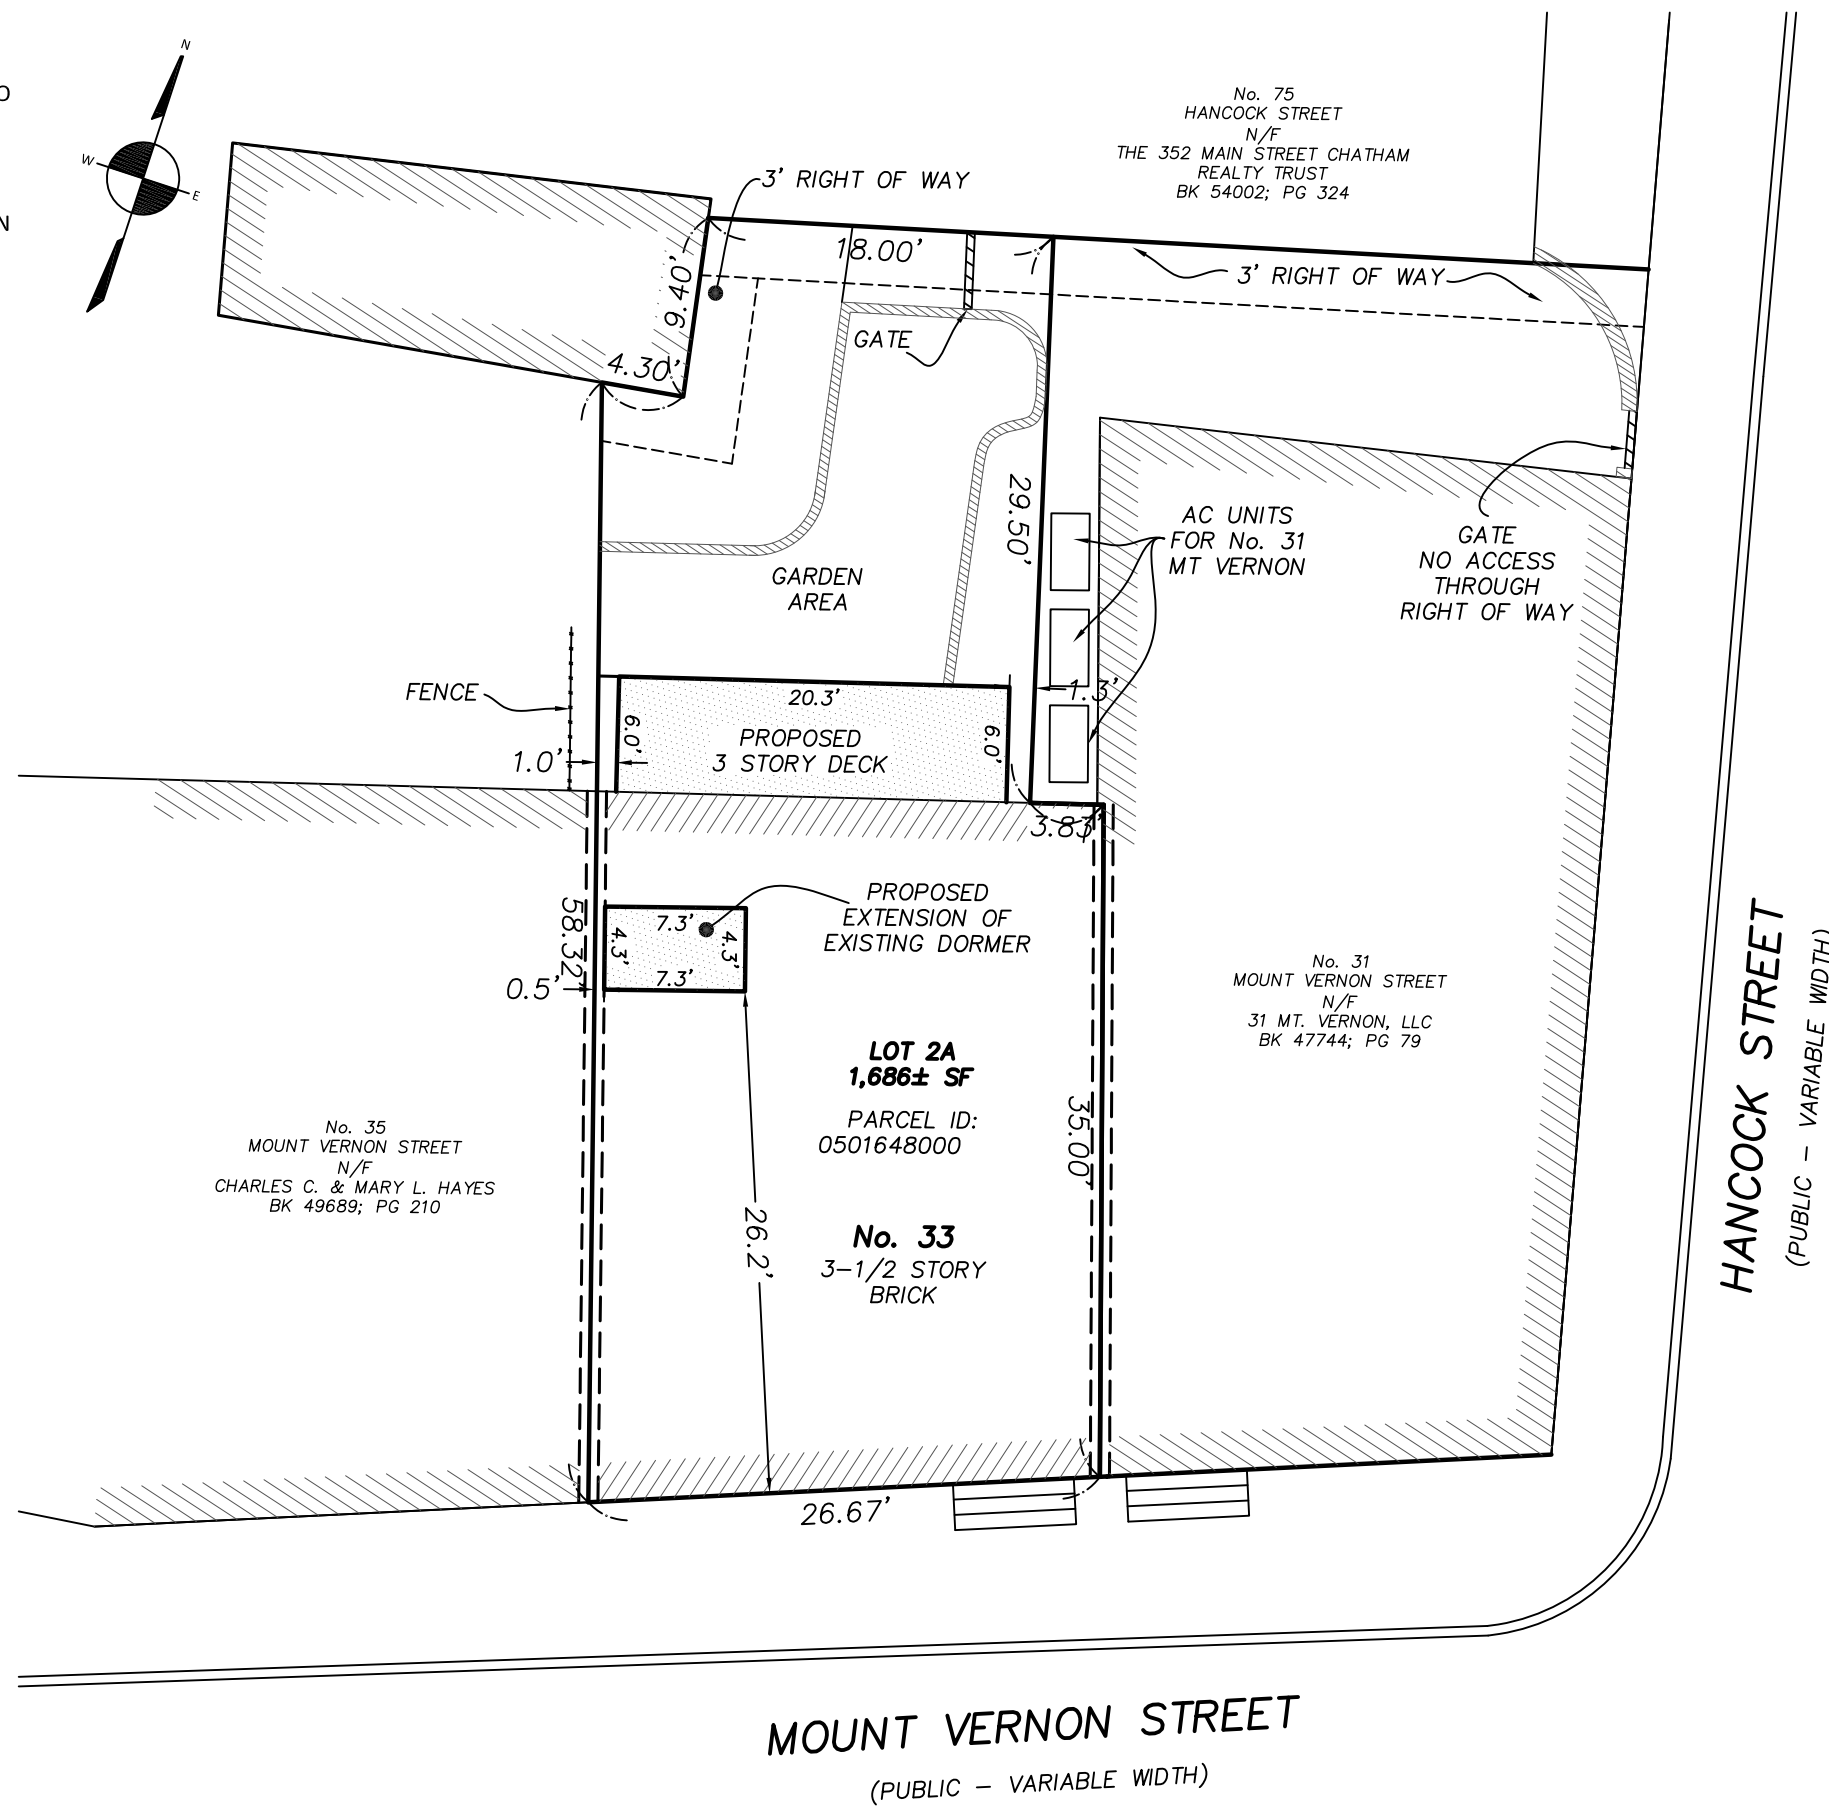 O
N
N
W
E
No. 75
HANCOCK STREET
N/F
THE 352 MAIN STREET CHATHAM
REALTY TRUST
BK 54002; PG 324
3' RIGHT OF WAY
18.00'
3' RIGHT OF WAY
9.40'
GATE
4.30'
29.50'
AC UNITS
FOR No. 31
MT VERNON
GATE
NO ACCESS
THROUGH
RIGHT OF WAY
GARDEN
AREA
FENCE
20.3'
1.3'
6.0'
6.0'
PROPOSED
3 STORY DECK
1.0'
3.83'
PROPOSED
EXTENSION OF
EXISTING DORMER
58.32'
7.3'
4.3'
4.3'
7.3'
0.5'
No. 31
MOUNT VERNON STREET
N/F
31 MT. VERNON, LLC
BK 47744; PG 79
LOT 2A
1,686± SF
PARCEL ID:
0501648000
35.00'
No. 35
MOUNT VERNON STREET
N/F
CHARLES C. & MARY L. HAYES
BK 49689; PG 210
26.2'
No. 33
3-1/2 STORY
BRICK
HANCOCK STREET
(PUBLIC - VARIABLE WIDTH)
26.67'
MOUNT VERNON STREET
(PUBLIC - VARIABLE WIDTH)